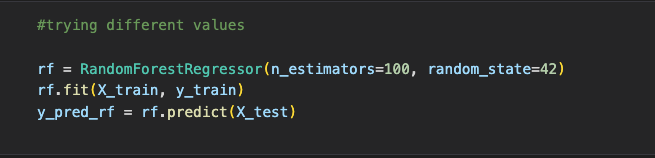 #trying different values
rf = RandomForestRegressor(n_estimators=100, random_state=42)
rf.fit(X_train, y_train)
y_pred_rf = rf.predict(X_test)